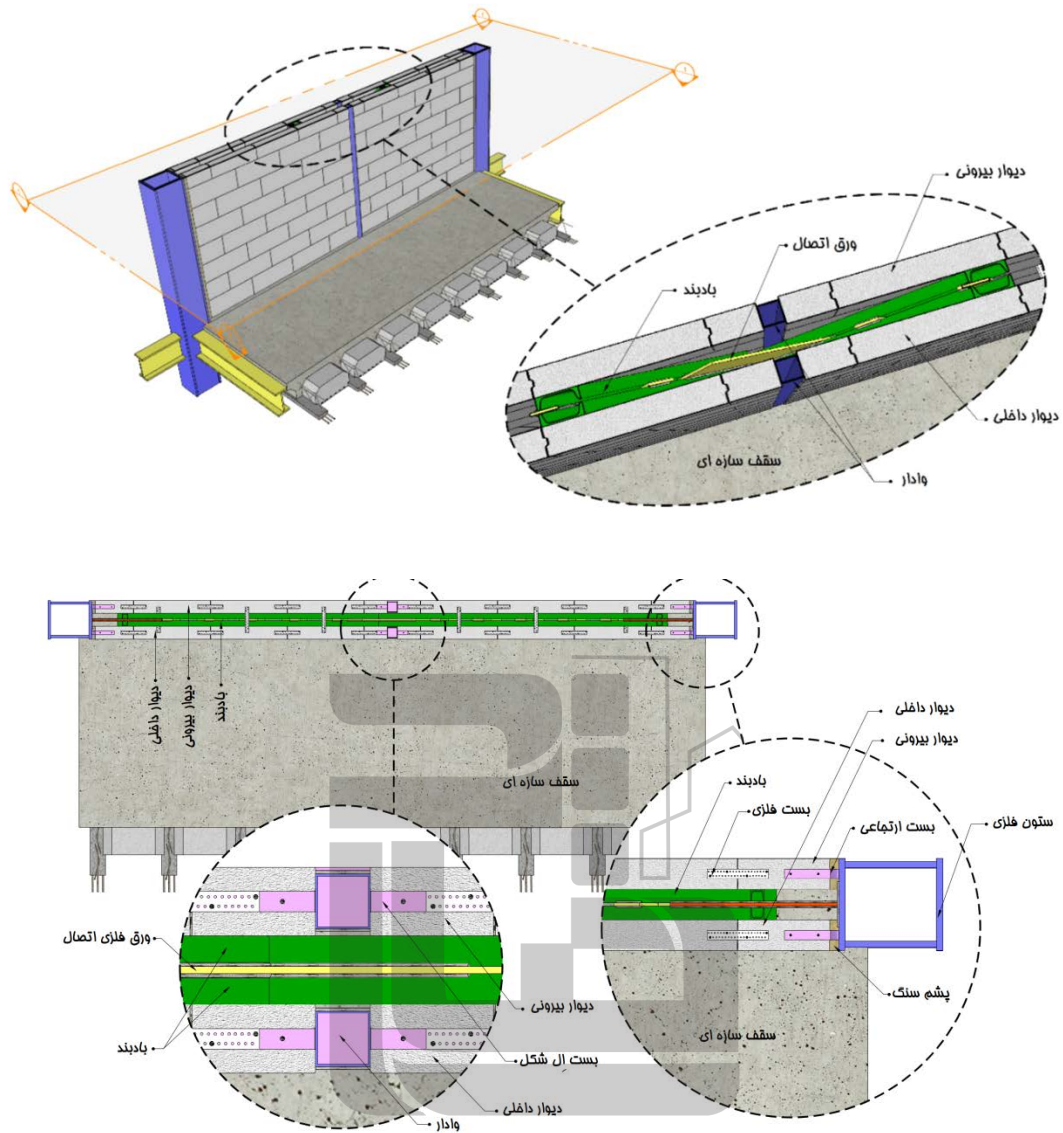 دیوار بیرونی
ورق اتصال
بادبند
دیوار داخلی
سقف سازه ای
وادار
دیوار داخلی
دیوار بیرونی
بادبند
سقف سازه ای
دیوار داخلی
دیوار بیرونی
بادبند
بست فلزی
بست ارتجاعی
ستون فلزی
پشم سنگ
سقف سازه ای
ورق فلزی اتصال
بادبند
دیوار بیرونی
بست اِل شکل
دیوار داخلی
وادار